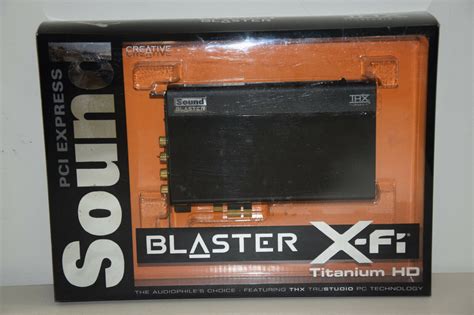 PCI EXPRESS
Sound
CREATIVE
Sound
BLASTER
THX
BLASTER X-Fi
Titanium HD
THE AUDIOPHILE'S CHOICE - FEATURING THX TRUSTUDIO PC TECHNOLOGY